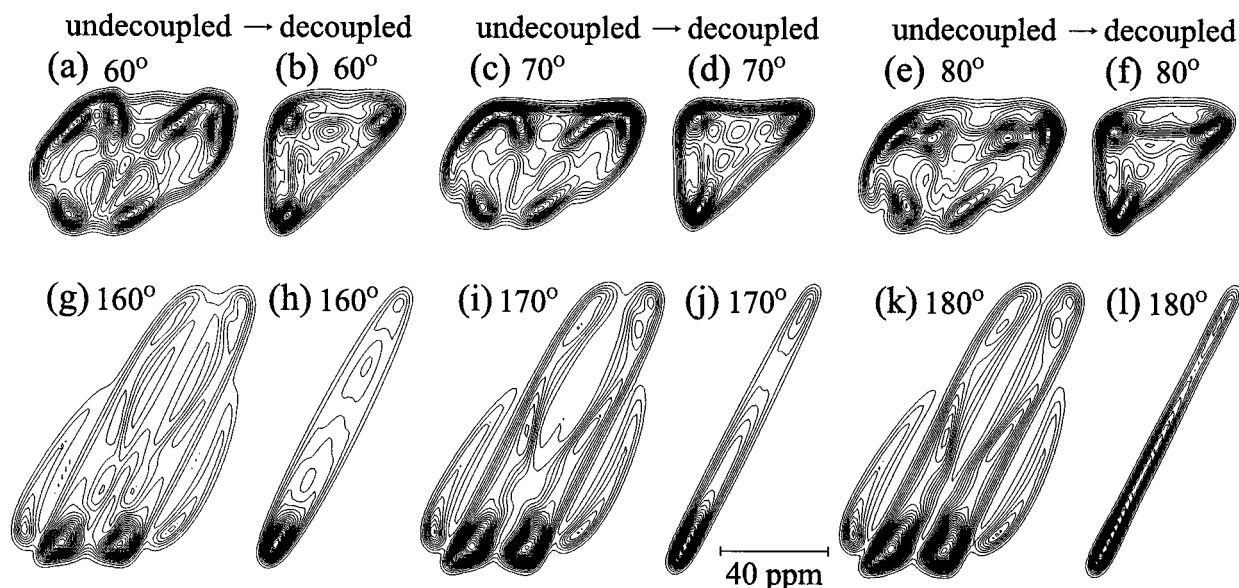 undecoupled → decoupled undecoupled → decoupled undecoupled → decoupled
(a) 60° (b) 60° (c) 70° (d) 70° (e) 80° (f) 80°
(g) 160° (h) 160° (i) 170° (j) 170° (k) 180° (l) 180°
40 ppm